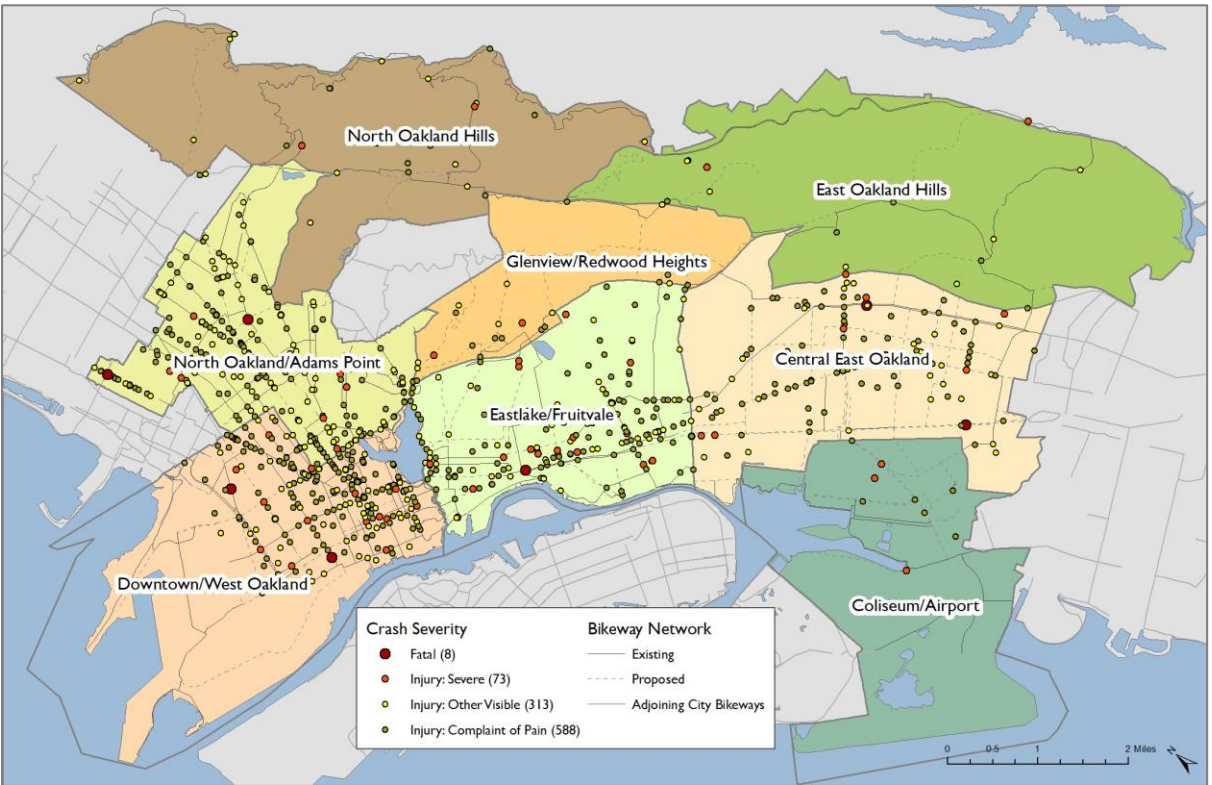 North Oakland Hills
East Oakland Hills
Glenview/Redwood Heights
North Oakland/Adams Point
Central East Oakland
Eastlake/Fruitvale
Downtown/West Oakland
Coliseum/Airport
Crash Severity
Fatal (8)
Injury: Severe (73)
Injury: Other Visible (313)
Injury: Complaint of Pain (588)
Bikeway Network
Existing
Proposed
Adjoining City Bikeways
0 0.5 1 2 Miles
N